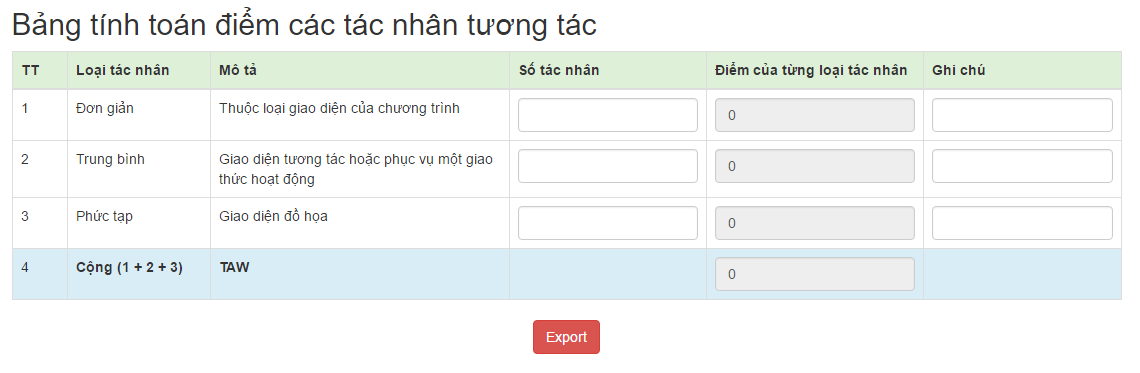 Bảng tính toán điểm các tác nhân tương tác
TT Loại tác nhân Mô tả Số tác nhân Điểm của từng loại tác nhân Ghi chú
1 Đơn giản Thuộc loại giao diện của chương trình 0
2 Trung bình Giao diện tương tác hoặc phục vụ một giao 0
thức hoạt động
3 Phức tạp Giao diện đồ họa 0
4 Cộng (1 + 2 + 3) TAW 0
Export